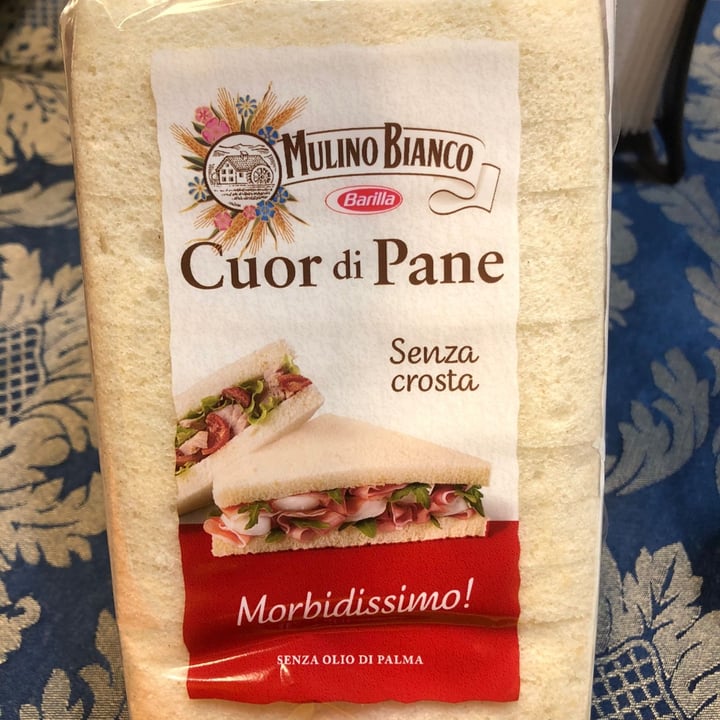 MULINO BIANCO
Barilla
Cuor di Pane
Senza
crosta
Morbidissimo!
SENZA OLIO DI PALMA